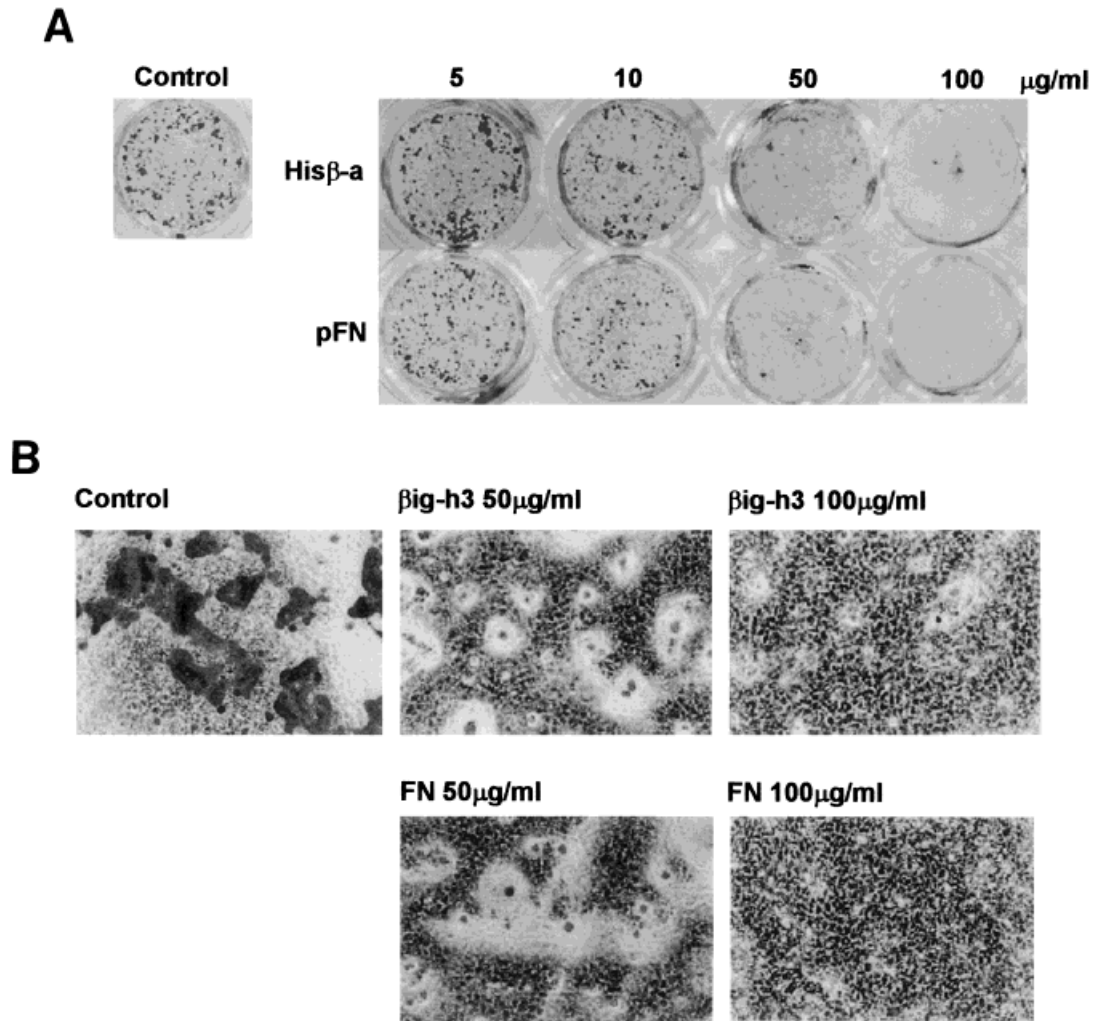 A
Control 5 10 50 100 μg/ml
Hisβ-a
pFN
B
Control βig-h3 50μg/ml βig-h3 100μg/ml
FN 50μg/ml FN 100μg/ml